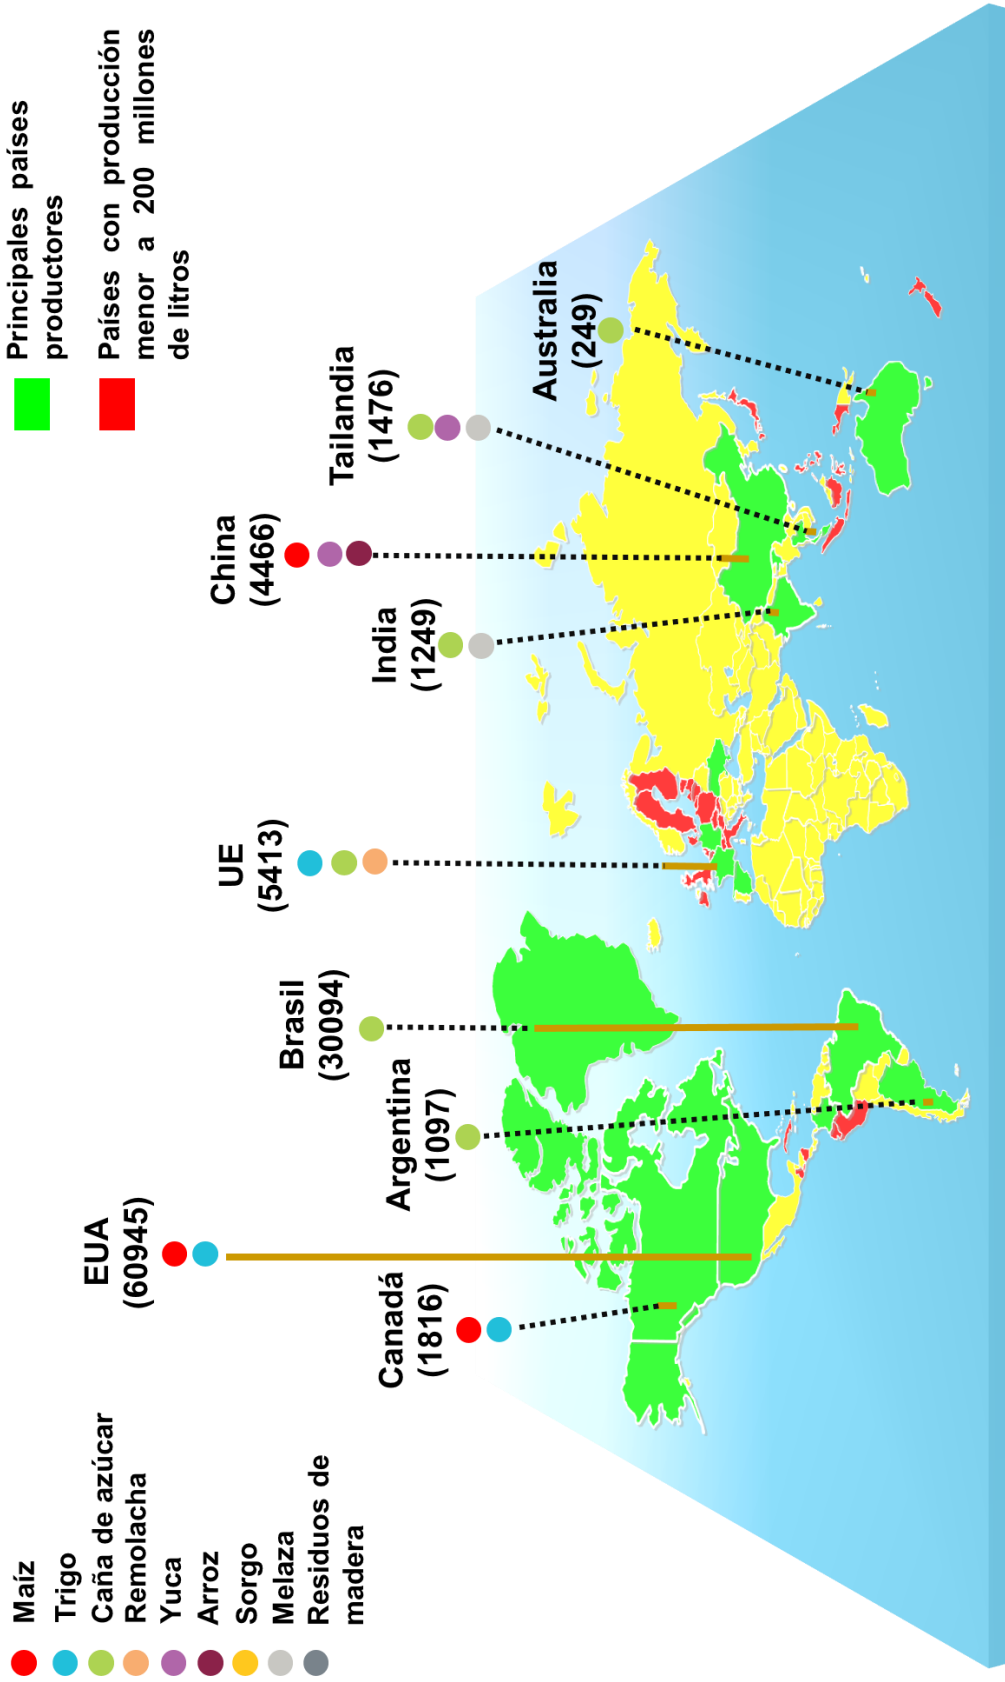 Maíz
Trigo
Caña de azúcar
Remolacha
Yuca
Arroz
Sorgo
Melaza
Residuos de
madera
EUA
(60945)
Canadá
(1816)
Brasil
(30094)
Argentina
(1097)
UE
(5413)
China
(4466)
India
(1249)
Tailandia
(1476)
Australia
(249)
Principales países
productores
Países con producción
menor a 200 millones
de litros